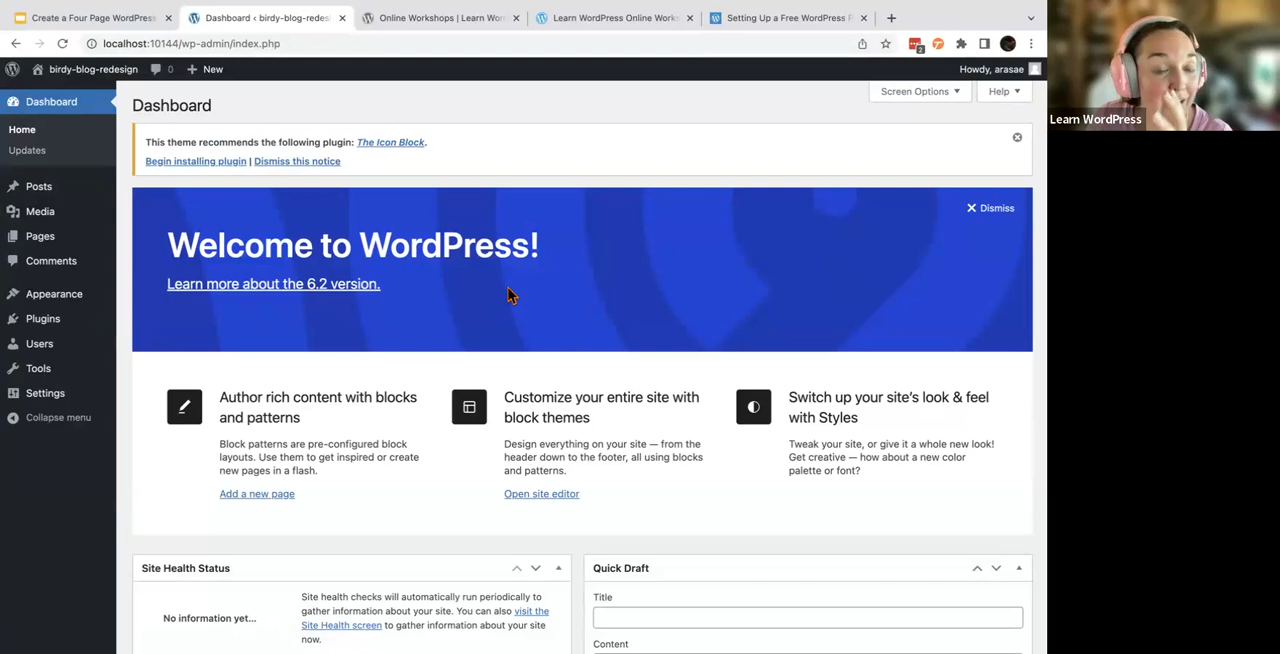 Create a Four Page WordPress
Dashboard ‹ birdy-blog-redesi
Online Workshops | Learn Wor
Learn WordPress Online Works
Setting Up a Free WordPress F
localhost:10144/wp-admin/index.php
2
birdy-blog-redesign
0
New
Howdy, arasae
Dashboard
Home
Updates
Posts
Media
Pages
Comments
Appearance
Plugins
Users
Tools
Settings
Collapse menu
Dashboard
Screen Options
Help
This theme recommends the following plugin: The Icon Block.
Begin installing plugin | Dismiss this notice
Dismiss
Welcome to WordPress!
Learn more about the 6.2 version.
Author rich content with blocks
and patterns
Block patterns are pre-configured block
layouts. Use them to get inspired or create
new pages in a flash.
Add a new page
Customize your entire site with
block themes
Design everything on your site — from the
header down to the footer, all using blocks
and patterns.
Open site editor
Switch up your site's look & feel
with Styles
Tweak your site, or give it a whole new look!
Get creative — how about a new color
palette or font?
Site Health Status
No information yet...
Site health checks will automatically run periodically to
gather information about your site. You can also visit the
Site Health screen to gather information about your site
now.
Quick Draft
Title
Content
Learn WordPress